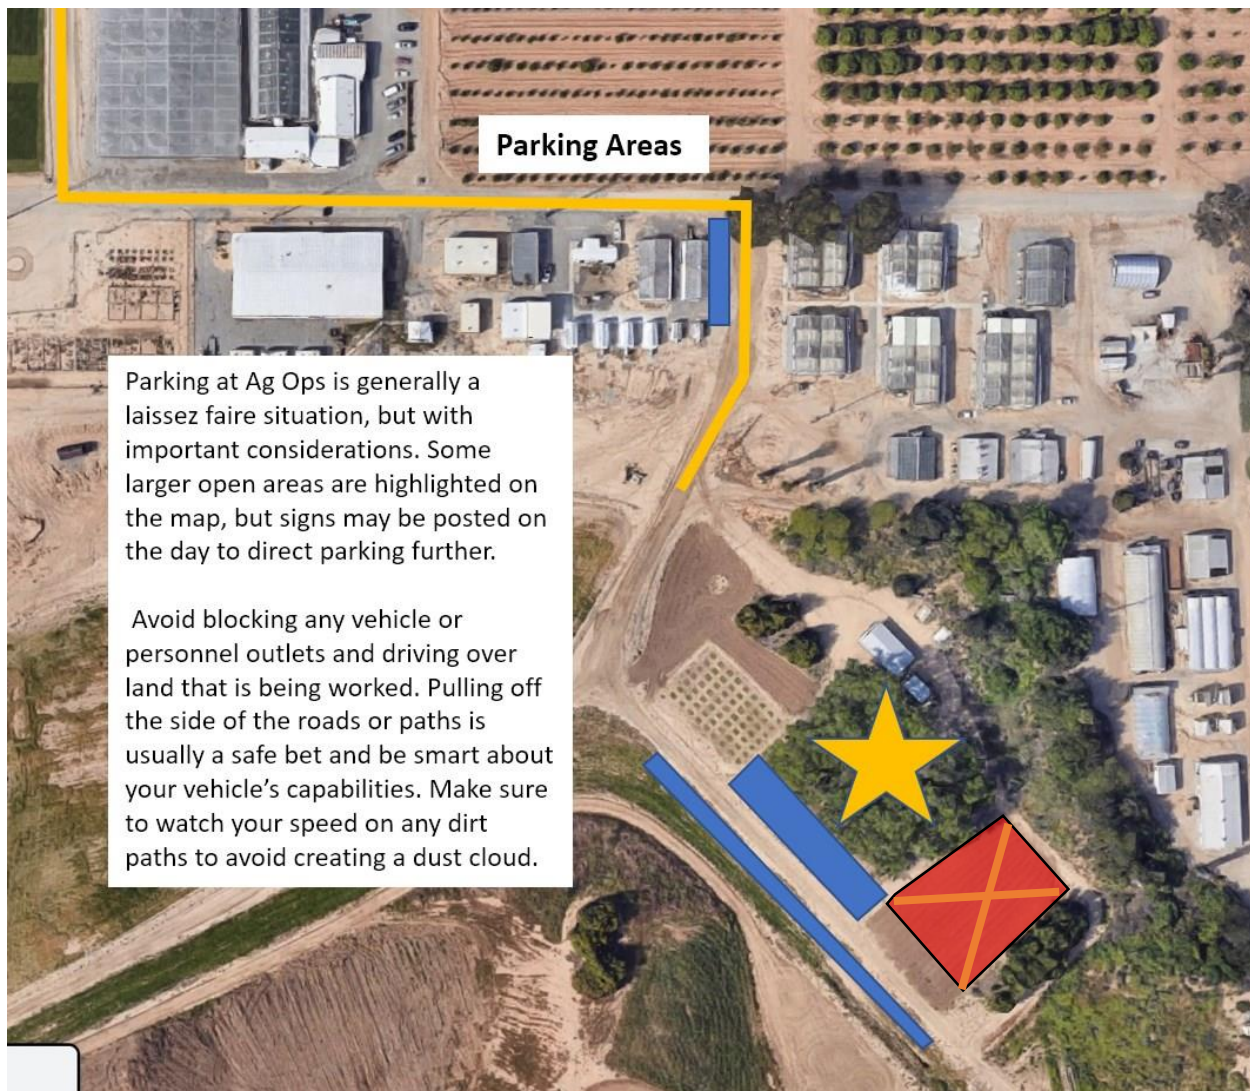 Parking Areas
Parking at Ag Ops is generally a
laissez faire situation, but with
important considerations. Some
larger open areas are highlighted on
the map, but signs may be posted on
the day to direct parking further.
Avoid blocking any vehicle or
personnel outlets and driving over
land that is being worked. Pulling off
the side of the roads or paths is
usually a safe bet and be smart about
your vehicle’s capabilities. Make sure
to watch your speed on any dirt
paths to avoid creating a dust cloud.